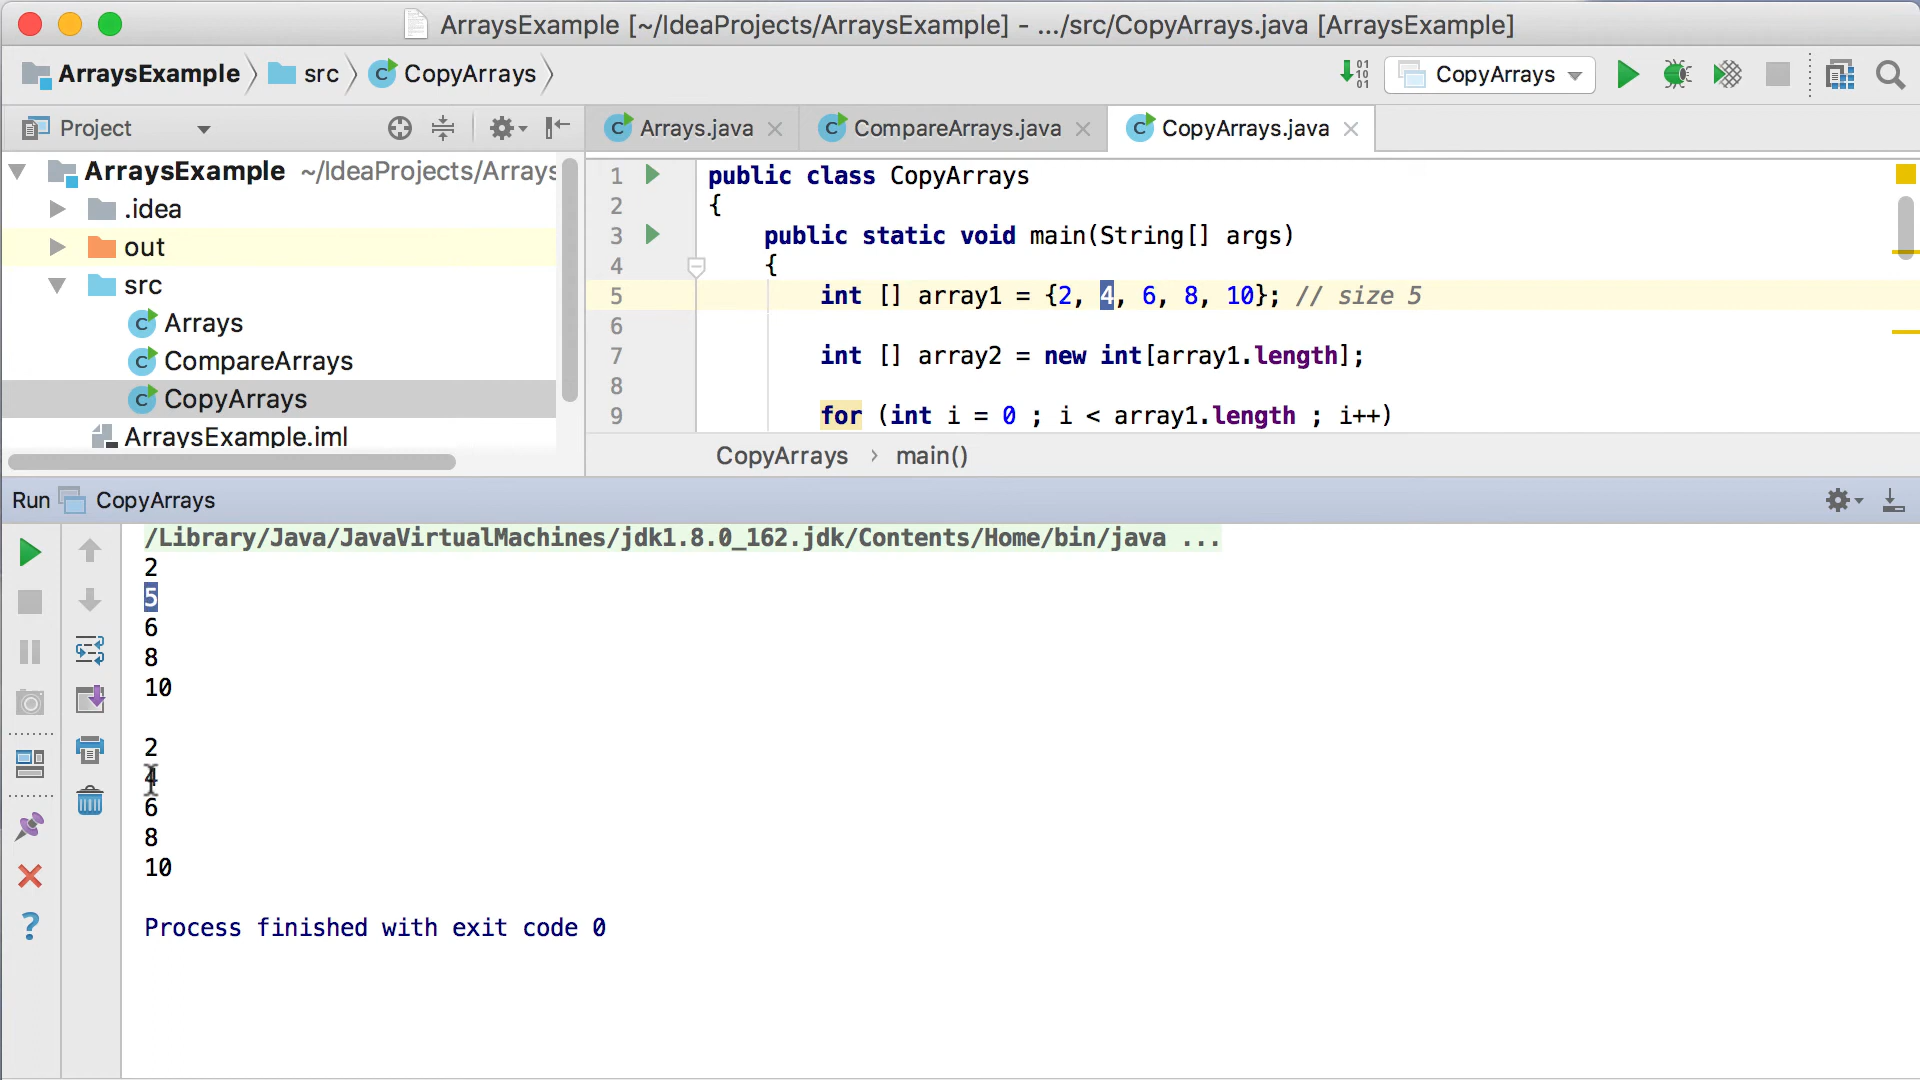 ArraysExample [~/IdeaProjects/ArraysExample] - .../src/CopyArrays.java [ArraysExample]
ArraysExample src CopyArrays
CopyArrays
Project
Arrays.java CompareArrays.java CopyArrays.java
ArraysExample ~/IdeaProjects/Arrays
.idea
out
src
Arrays
CompareArrays
CopyArrays
ArraysExample.iml
1 public class CopyArrays
2 {
3 public static void main(String[] args)
4 {
5 int [] array1 = {2, 4, 6, 8, 10}; // size 5
6
7 int [] array2 = new int[array1.length];
8
9 for (int i = 0 ; i < array1.length ; i++)
CopyArrays › main()
Run CopyArrays
/Library/Java/JavaVirtualMachines/jdk1.8.0_162.jdk/Contents/Home/bin/java ...
2
5
6
8
10
2
4
6
8
10
Process finished with exit code 0